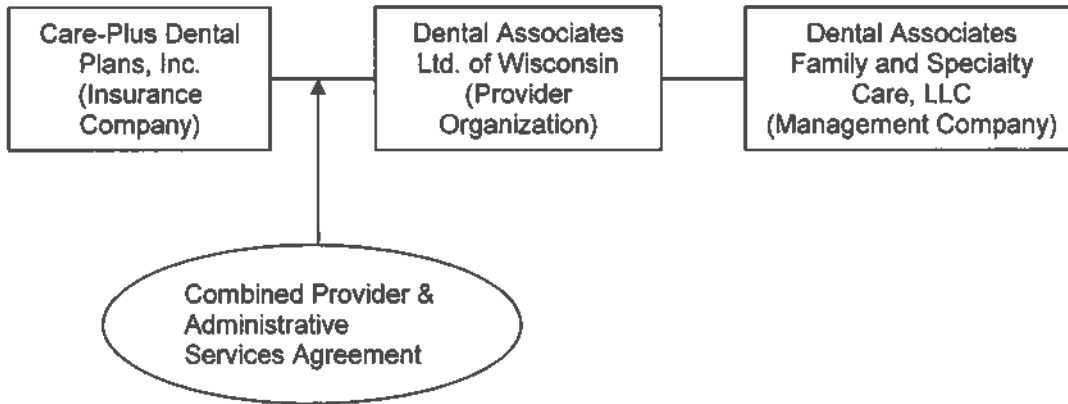 Care-Plus Dental
Plans, Inc.
(Insurance
Company)
Dental Associates
Ltd. of Wisconsin
(Provider
Organization)
Dental Associates
Family and Specialty
Care, LLC
(Management Company)
Combined Provider &
Administrative
Services Agreement